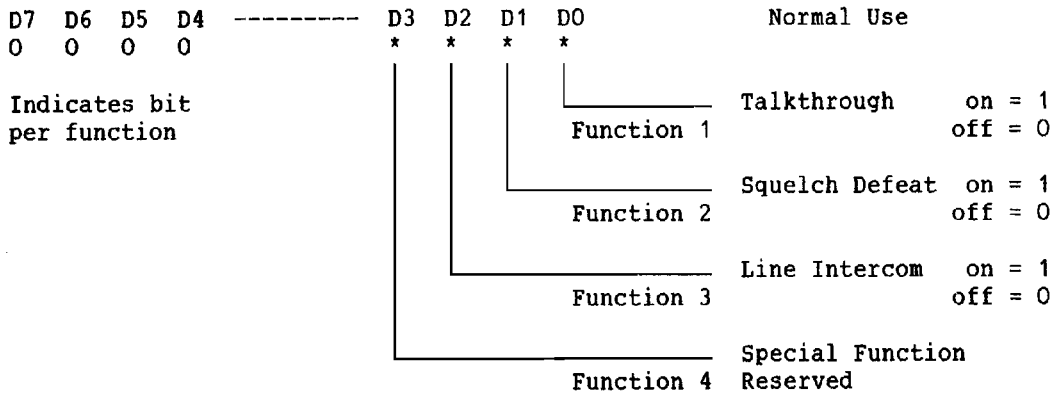 D7 D6 D5 D4 ---------- D3 D2 D1 D0 Normal Use
0 0 0 0 * * * *
Indicates bit
per function
Talkthrough on = 1
Function 1 off = 0
Squelch Defeat on = 1
Function 2 off = 0
Line Intercom on = 1
Function 3 off = 0
Special Function
Function 4 Reserved